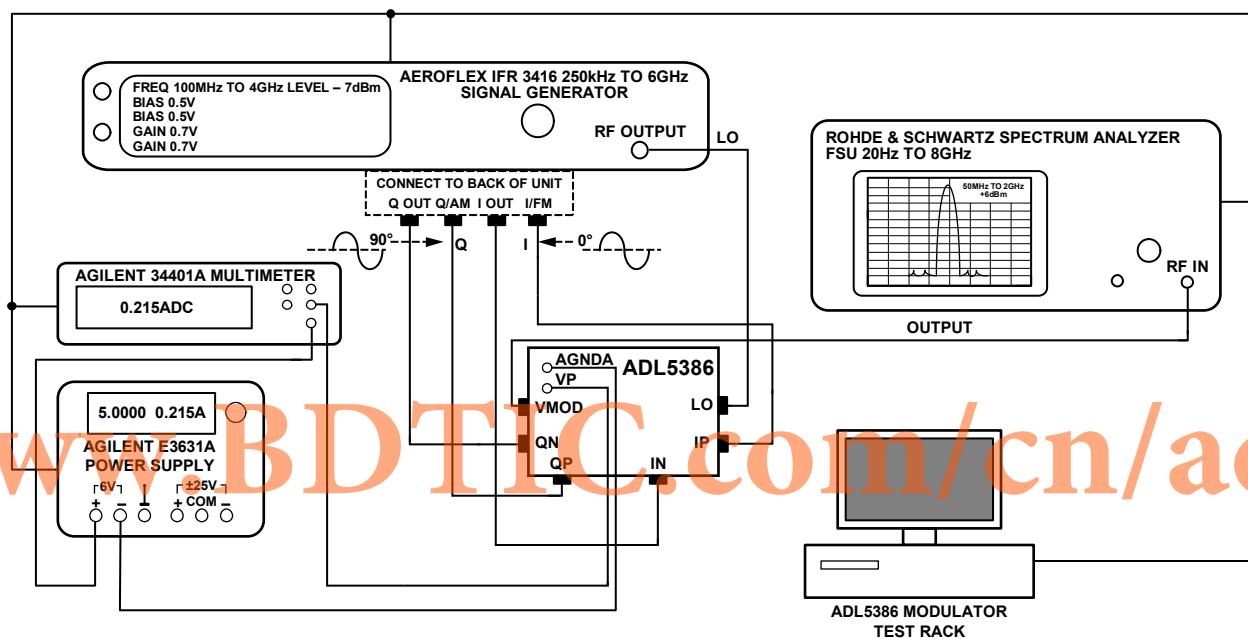 AEROFLEX IFR 3416 250kHz TO 6GHz
SIGNAL GENERATOR
FREQ 100MHz TO 4GHz LEVEL – 7dBm
BIAS 0.5V
BIAS 0.5V
GAIN 0.7V
GAIN 0.7V
RF OUTPUT
LO
CONNECT TO BACK OF UNIT
Q OUT Q/AM I OUT I/FM
90°
Q
I
0°
ROHDE & SCHWARTZ SPECTRUM ANALYZER
FSU 20Hz TO 8GHz
50MHz TO 2GHz
+6dBm
RF IN
AGILENT 34401A MULTIMETER
0.215ADC
OUTPUT
AGNDA
ADL5386
VP
VMOD
LO
QN
IP
QP
IN
5.0000 0.215A
AGILENT E3631A
POWER SUPPLY
6V
±25V
+ – + COM –
www.BDTIC.com/cn/ad
ADL5386 MODULATOR
TEST RACK